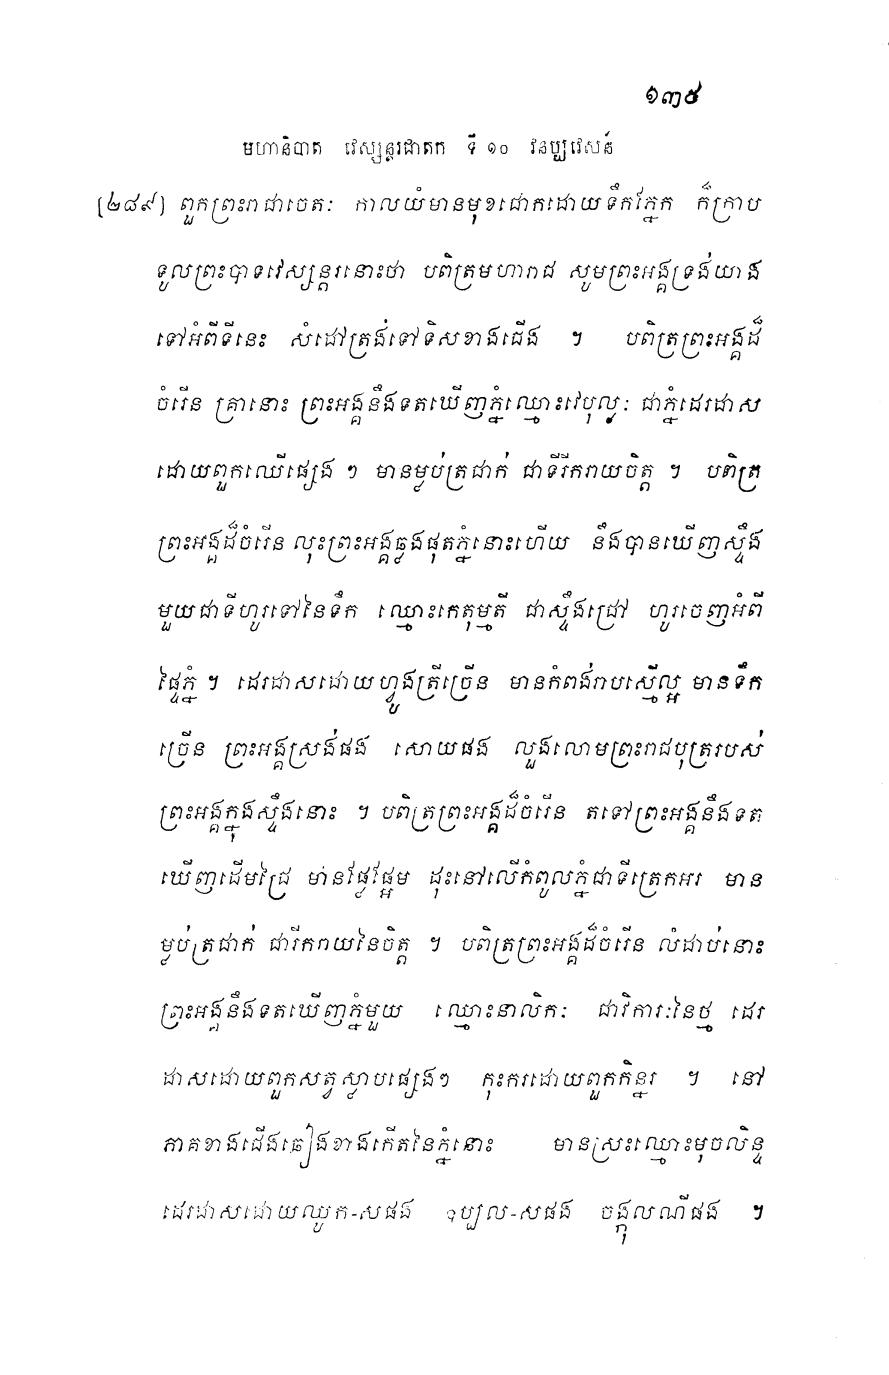 ១៣៥
មហានិបាត វេស្សន្តរជាតក ទី ១០ វនប្បវេសន៍
[២៨៩] ពួកព្រះរាជាចេតៈ កាលយំមានមុខជោកដោយទឹកភ្នែក ក៏ក្រាប
ទូលព្រះបាទវេស្សន្តរនោះថា បពិត្រមហារាជ សូមព្រះអង្គទ្រង់យាង
ទៅអំពីទីនេះ សំដៅត្រង់ទៅទិសខាងជើង ។ បពិត្រព្រះអង្គដ៏
ចំរើន គ្រានោះ ព្រះអង្គនឹងទតឃើញភ្នំឈ្មោះវេបុល្លៈ ជាភ្នំដេរដាស
ដោយពួកឈើផ្សេង ៗ មានម្លប់ត្រជាក់ ជាទីរីករាយចិត្ត ។ បពិត្រ
ព្រះអង្គដ៏ចំរើន លុះព្រះអង្គឆ្លងផុតភ្នំនោះហើយ នឹងបានឃើញស្ទឹង
មួយជាទីហូរទៅនៃទឹក ឈ្មោះកេតុម្មតី ជាស្ទឹងជ្រៅ ហូរចេញអំពី
ផ្ទៃភ្នំ ។ ដេរដាសដោយហ្វូងត្រីច្រើន មានកំពង់រាបស្មើល្អ មានទឹក
ច្រើន ព្រះអង្គស្រង់ផង សោយផង លួងលោមព្រះរាជបុត្ររបស់
ព្រះអង្គក្នុងស្ទឹងនោះ ។ បពិត្រព្រះអង្គដ៏ចំរើន តទៅព្រះអង្គនឹងទត
ឃើញដើមជ្រៃ មានផ្លែផ្អែម ដុះនៅលើកំពូលភ្នំជាទីត្រេកអរ មាន
ម្លប់ត្រជាក់ ជារីករាយនៃចិត្ត ។ បពិត្រព្រះអង្គដ៏ចំរើន លំដាប់នោះ
ព្រះអង្គនឹងទតឃើញភ្នំមួយ ឈ្មោះនាលិកៈ ជាវិការៈនៃថ្ម ដេរ
ដាសដោយពួកសត្វស្លាបផ្សេងៗ កុះករដោយពួកកិន្នរ ។ នៅ
ភាគខាងជើងឆៀងខាងកើតនៃភ្នំនោះ មានស្រះឈ្មោះមុចលិន្ទ
ដេរដាសដោយឈូក-សផង ឧប្បល-សផង ចង្កុលណីផង ។